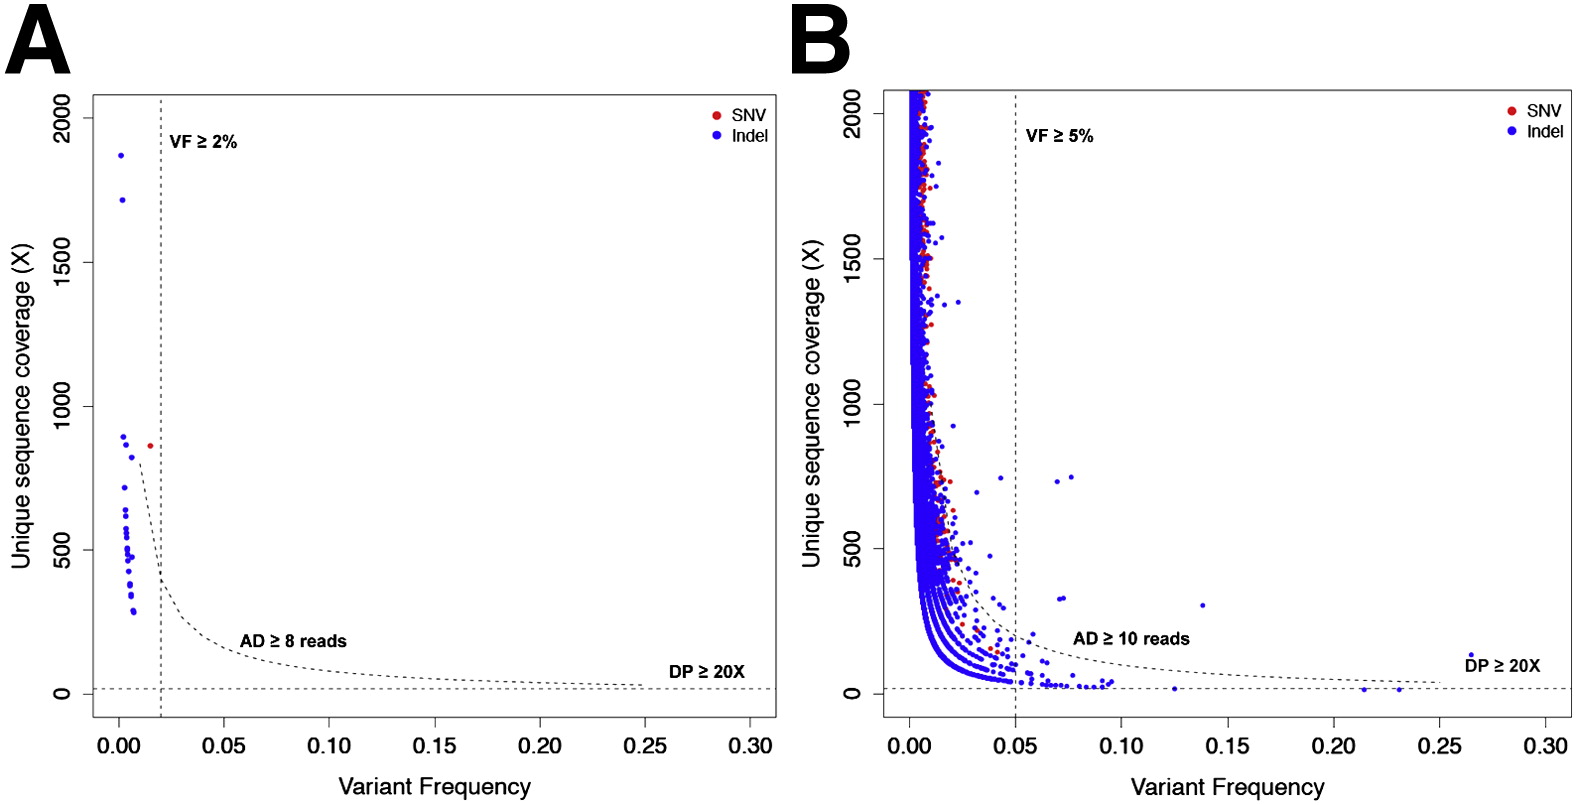 A
B
SNV
Indel
VF ≥ 2%
AD ≥ 8 reads
DP ≥ 20X
Unique sequence coverage (X)
2000
1500
1000
500
0
0.00 0.05 0.10 0.15 0.20 0.25 0.30
Variant Frequency
SNV
Indel
VF ≥ 5%
AD ≥ 10 reads
DP ≥ 20X
Unique sequence coverage (X)
2000
1500
1000
500
0
0.00 0.05 0.10 0.15 0.20 0.25 0.30
Variant Frequency